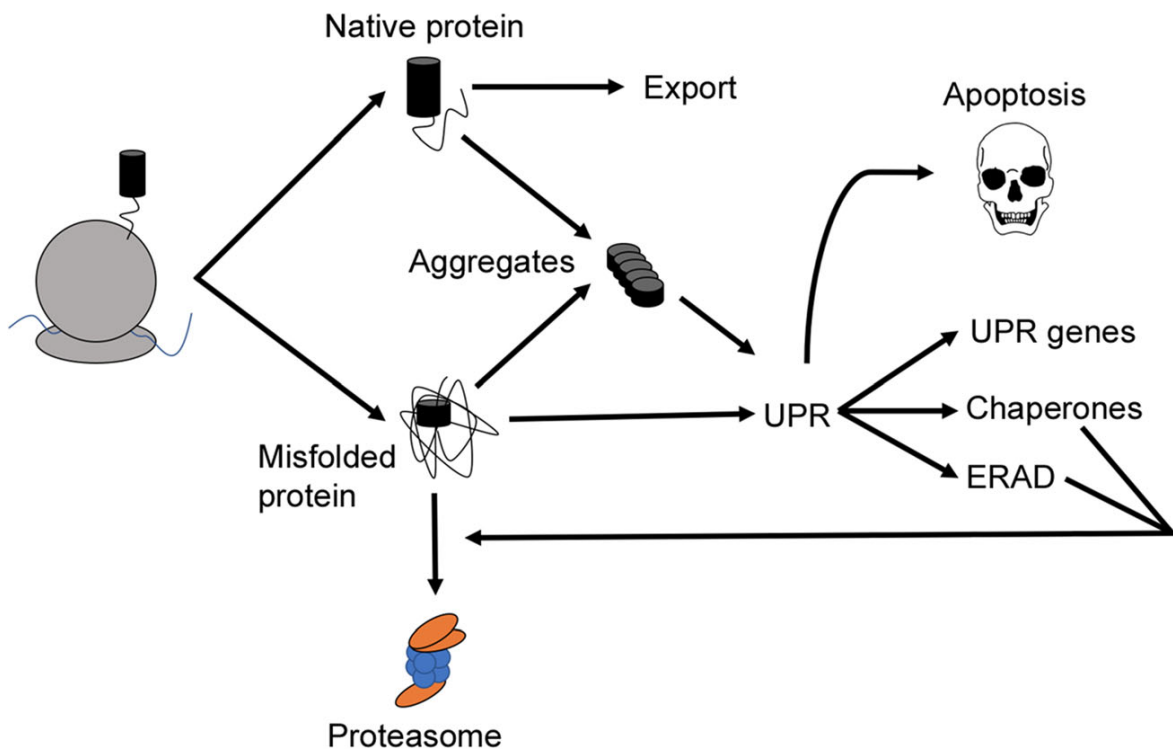 Native protein
Export
Apoptosis
Aggregates
UPR genes
UPR
Chaperones
Misfolded
protein
ERAD
Proteasome